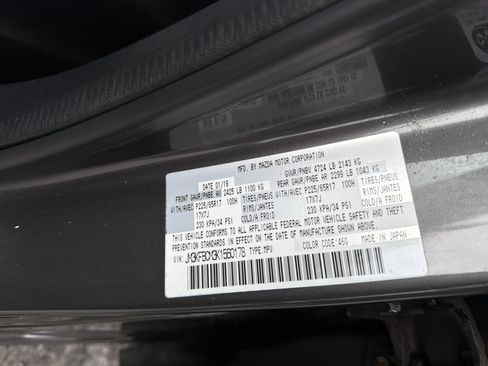 MFD. BY MAZDA MOTOR CORPORATION
DATE 01/19 GVWR/PNBV 4724 LB 2143 KG
FRONT GAWR/PNBE AV 2425 LB 1100 KG REAR GAWR/PNBE AR 2299 LB 1043 KG
WITH/AVEC P225/65R17 100H TIRES/PNEUS WITH/AVEC P225/65R17 100H TIRES/PNEUS
17X7J RIMS/JANTES 17X7J RIMS/JANTES
230 KPA/34 PSI COLD/A FROID 230 KPA/34 PSI COLD/A FROID
THIS VEHICLE CONFORMS TO ALL APPLICABLE FEDERAL MOTOR VEHICLE SAFETY AND THEFT
PREVENTION STANDARDS IN EFFECT ON THE DATE OF MANUFACTURE SHOWN ABOVE.
COLOR CODE: 46G MADE IN JAPAN
VIN: TYPE: MPV